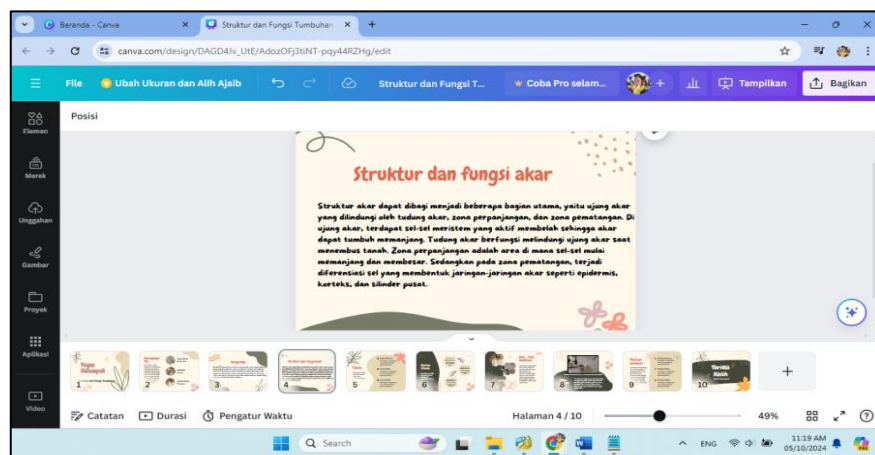 Beranda - Canva
Struktur dan Fungsi Tumbuhan
canva.com/design/DAGD4Jv_UtE/AdozOFj3tiNT-pqy44RZHg/edit
File
Ubah Ukuran dan Alih Ajaib
Struktur dan Fungsi T...
Coba Pro selam...
Tampilkan
Bagikan
Elemen
Posisi
Merek
Unggahan
Gambar
Proyek
Aplikasi
Video
Struktur dan fungsi akar
Struktur akar dapat dibagi menjadi beberapa bagian utama, yaitu ujung akar
yang dilindungi oleh tudung akar, zona perpanjangan, dan zona pematangan. Di
ujung akar, terdapat sel-sel meristem yang aktif membelah sehingga akar
dapat tumbuh memanjang. Tudung akar berfungsi melindungi ujung akar saat
menembus tanah. Zona perpanjangan adalah area di mana sel-sel mulai
memanjang dan membesar. Sedangkan pada zona pematangan, terjadi
diferensiasi sel yang membentuk jaringan-jaringan akar seperti epidermis,
korteks, dan silinder pusat.
Tugas
Kelompok
1
2
3
4
5
6
7
8
9
Terima
Kasih
10
Catatan
Durasi
Pengatur Waktu
Halaman 4 / 10
49%
Search
ENG
11:19 AM
05/10/2024